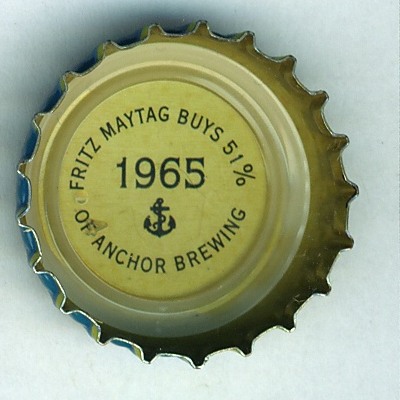 FRITZ MAYTAG BUYS 51%
1965
OF ANCHOR BREWING